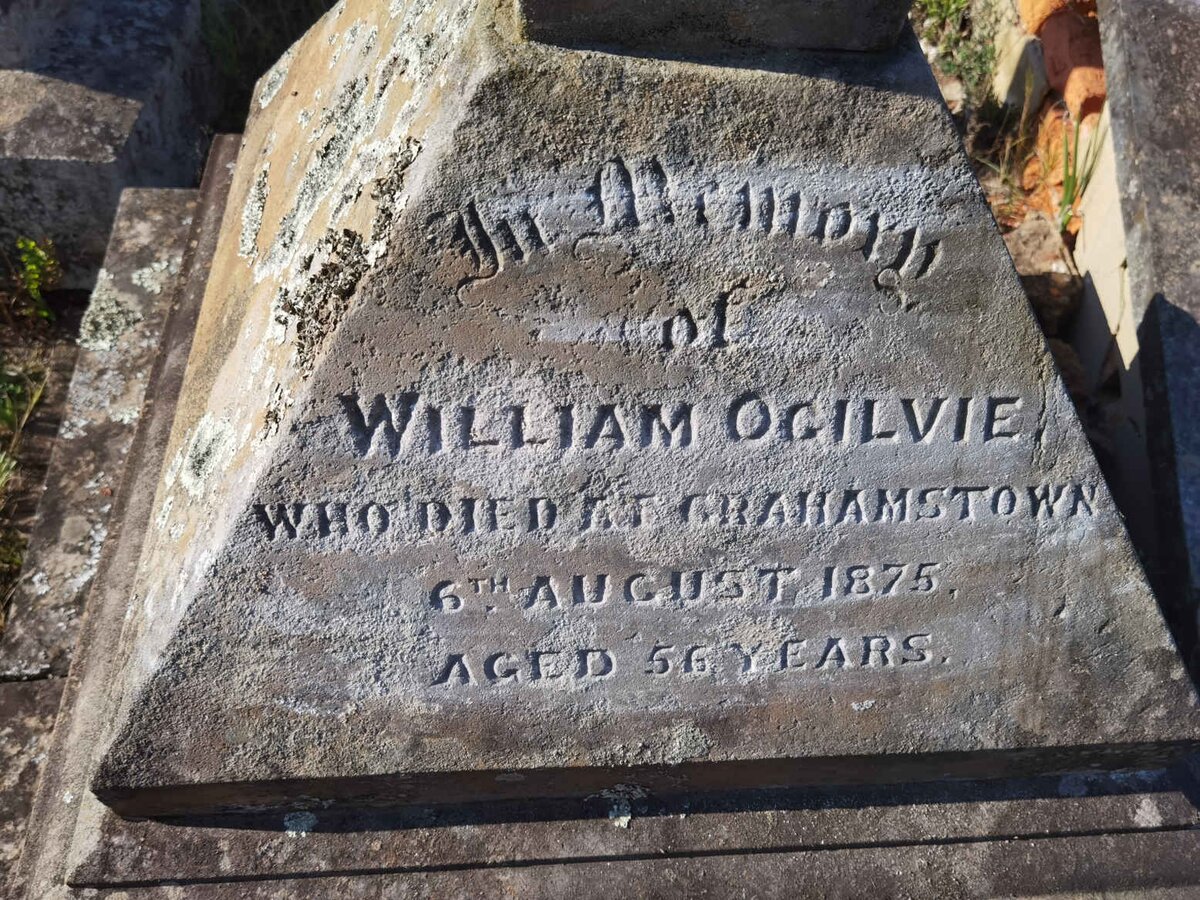 In Memory
of
WILLIAM OGILVIE
WHO DIED AT GRAHAMSTOWN
6TH AUGUST 1875,
AGED 56 YEARS.